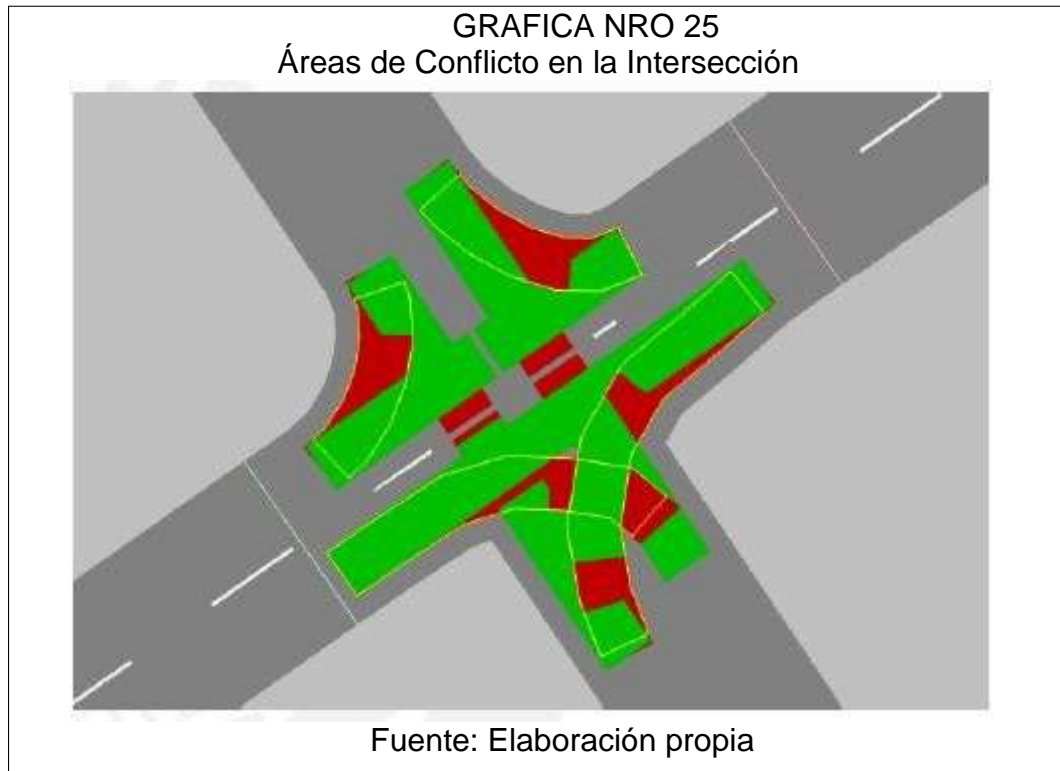 GRAFICA NRO 25
Áreas de Conflicto en la Intersección
Fuente: Elaboración propia